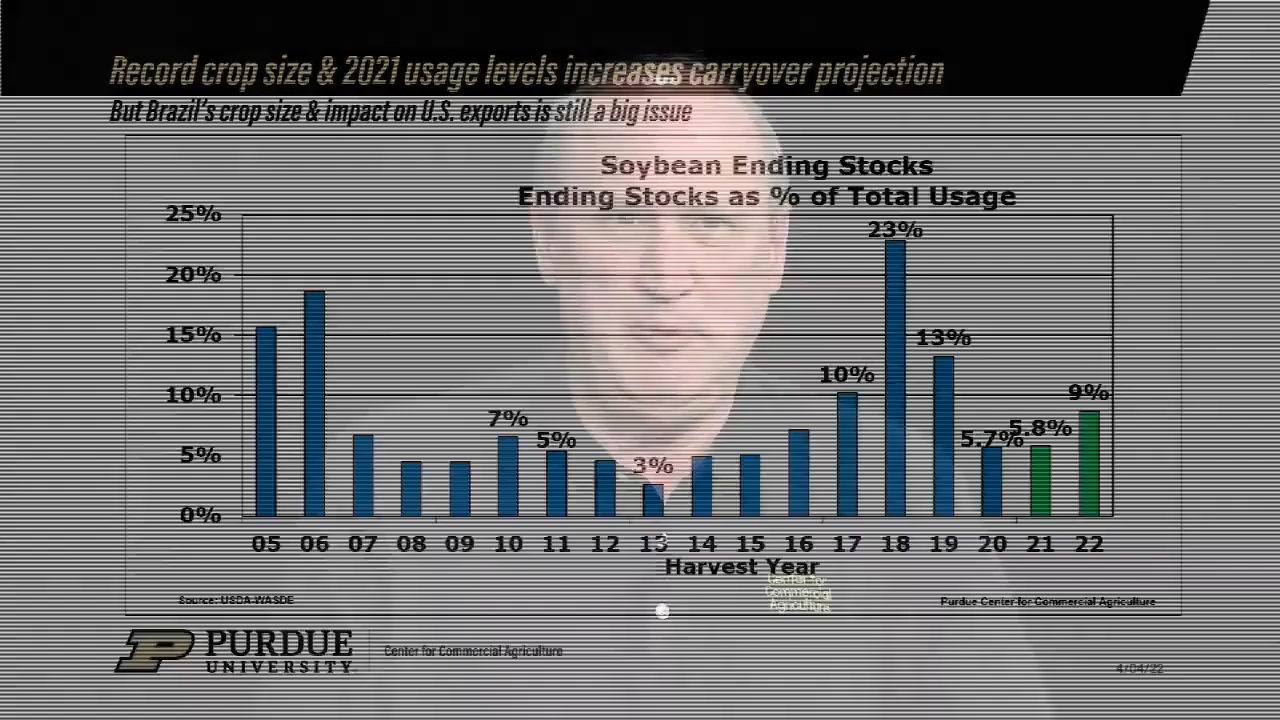 Record crop size & 2021 usage levels increases carryover projection
But Brazil's crop size & impact on U.S. exports is still a big issue
Soybean Ending Stocks
Ending Stocks as % of Total Usage
25%
20%
15%
10%
5%
0%
7%
5%
3%
10%
23%
13%
5.7%
5.8%
9%
05 06 07 08 09 10 11 12 13 14 15 16 17 18 19 20 21 22
Harvest Year
Center for
Commercial
Agriculture
Source: USDA-WASDE
Purdue Center for Commercial Agriculture
P PURDUE
UNIVERSITY
Center for Commercial Agriculture
4/04/22